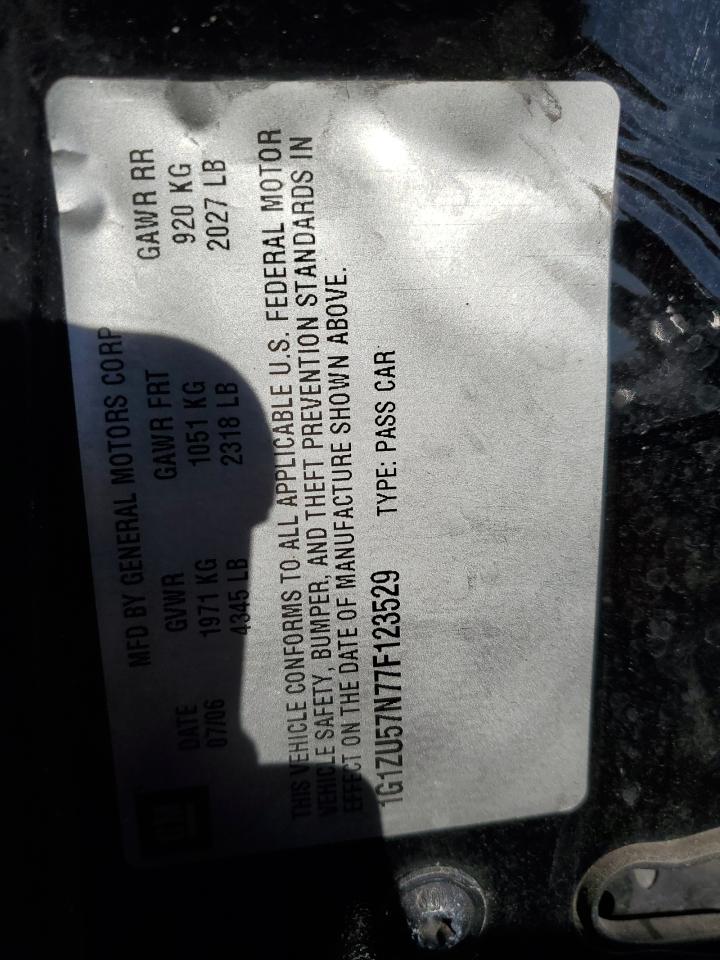 MFD BY GENERAL MOTORS CORP
DATE GVWR GAWR FRT GAWR RR
07/06 1971 KG 1051 KG 920 KG
4345 LB 2318 LB 2027 LB
THIS VEHICLE CONFORMS TO ALL APPLICABLE U.S. FEDERAL MOTOR
VEHICLE SAFETY, BUMPER, AND THEFT PREVENTION STANDARDS IN
EFFECT ON THE DATE OF MANUFACTURE SHOWN ABOVE.
1G1ZU57N77F123529 TYPE: PASS CAR